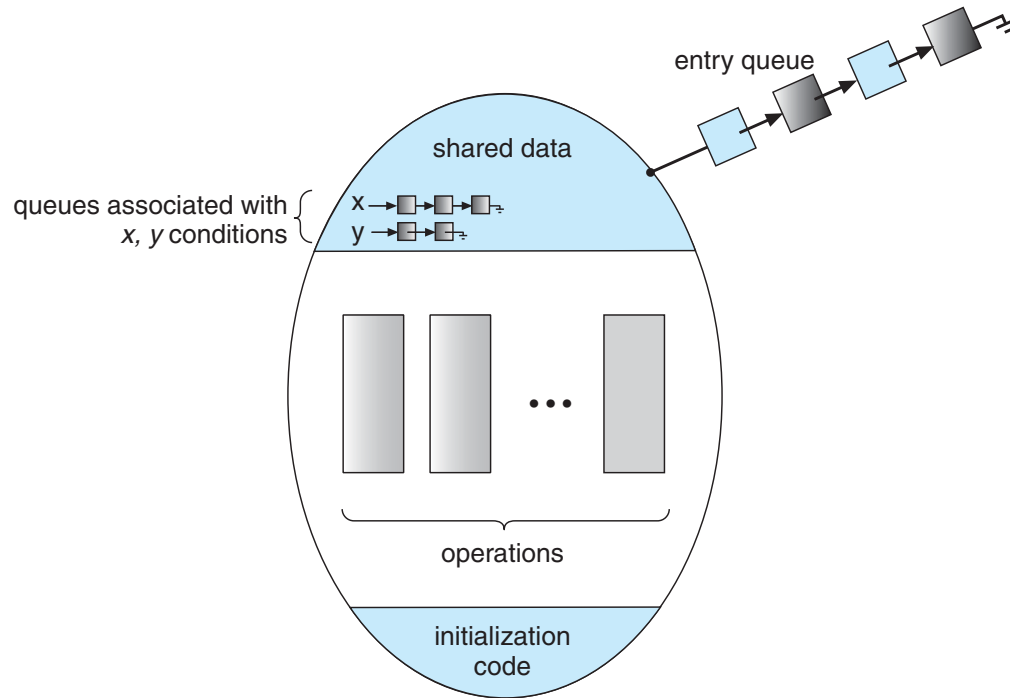 entry queue
shared data
queues associated with
x, y conditions
x
y
operations
initialization
code